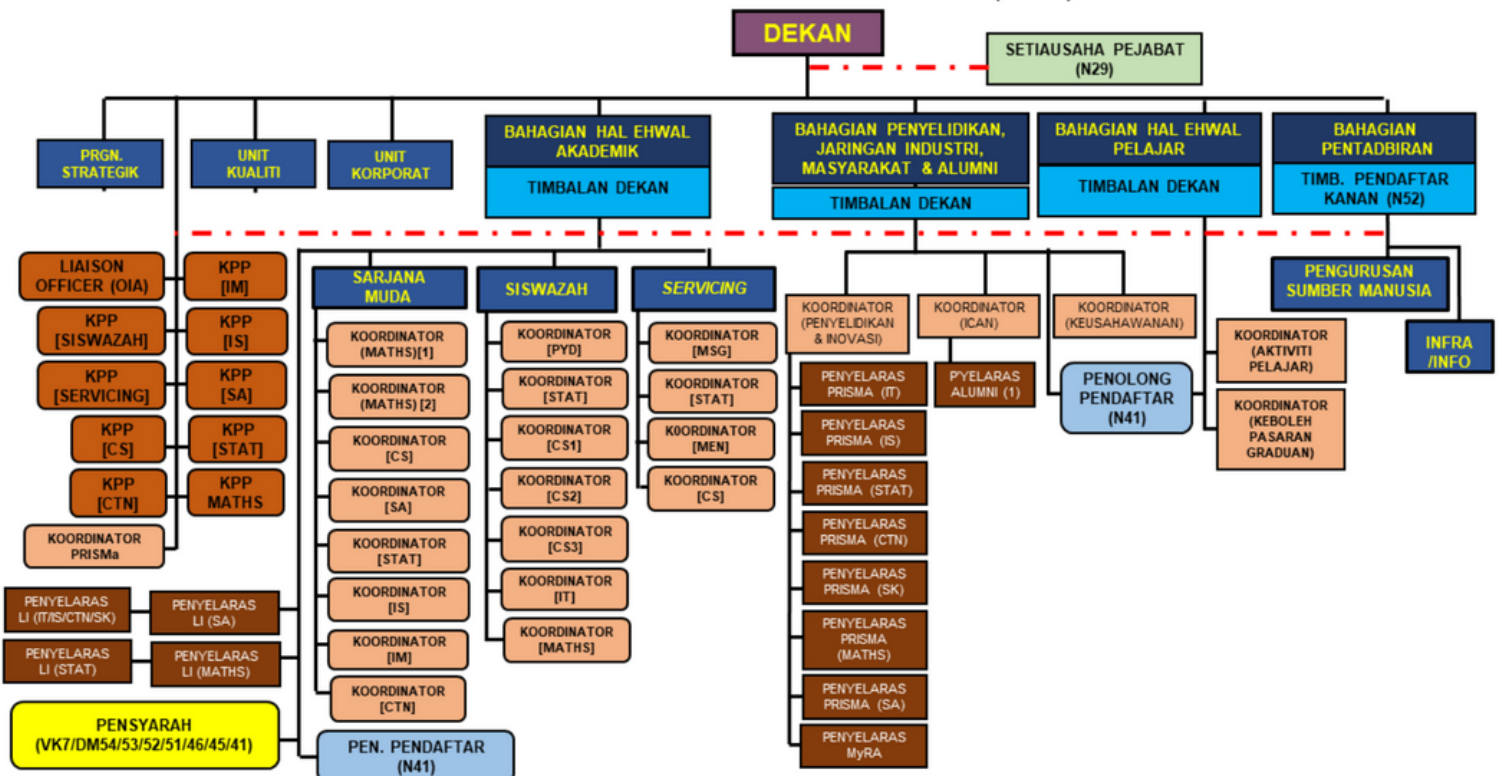 DEKAN
SETIAUSAHA PEJABAT
(N29)
PRGN.
STRATEGIK
UNIT
KUALITI
UNIT
KORPORAT
BAHAGIAN HAL EHWAL
AKADEMIK
TIMBALAN DEKAN
BAHAGIAN PENYELIDIKAN,
JARINGAN INDUSTRI,
MASYARAKAT & ALUMNI
TIMBALAN DEKAN
BAHAGIAN HAL EHWAL
PELAJAR
TIMBALAN DEKAN
BAHAGIAN
PENTADBIRAN
TIMB. PENDAFTAR
KANAN (N52)
LIAISON
OFFICER (OIA)
KPP
[IM]
KPP
[SISWAZAH]
KPP
[IS]
KPP
[SERVICING]
KPP
[SA]
KPP
[CS]
KPP
[STAT]
KPP
[CTN]
KPP
MATHS
KOORDINATOR
PRISMa
PENYELARAS
LI (IT/IS/CTN/SK)
PENYELARAS
LI (SA)
PENYELARAS
LI (STAT)
PENYELARAS
LI (MATHS)
PENSYARAH
(VK7/DM54/53/52/51/46/45/41)
SARJANA
MUDA
KOORDINATOR
(MATHS)[1]
KOORDINATOR
(MATHS) [2]
KOORDINATOR
[CS]
KOORDINATOR
[SA]
KOORDINATOR
[STAT]
KOORDINATOR
[IS]
KOORDINATOR
[IM]
KOORDINATOR
[CTN]
PEN. PENDAFTAR
(N41)
SISWAZAH
KOORDINATOR
[PYD]
KOORDINATOR
[STAT]
KOORDINATOR
[CS1]
KOORDINATOR
[CS2]
KOORDINATOR
[CS3]
KOORDINATOR
[IT]
KOORDINATOR
[MATHS]
SERVICING
KOORDINATOR
[MSG]
KOORDINATOR
[STAT]
K0ORDINATOR
[MEN]
KOORDINATOR
[CS]
KOORDINATOR
(PENYELIDIKAN
& INOVASI)
PENYELARAS
PRISMA (IT)
PENYELARAS
PRISMA (IS)
PENYELARAS
PRISMA (STAT)
PENYELARAS
PRISMA (CTN)
PENYELARAS
PRISMA (SK)
PENYELARAS
PRISMA
(MATHS)
PENYELARAS
PRISMA (SA)
PENYELARAS
MyRA
KOORDINATOR
(ICAN)
P'YELARAS
ALUMNI (1)
KOORDINATOR
(KEUSAHAWANAN)
PENOLONG
PENDAFTAR
(N41)
KOORDINATOR
(AKTIVITI
PELAJAR)
KOORDINATOR
(KEBOLEH
PASARAN
GRADUAN)
PENGURUSAN
SUMBER MANUSIA
INFRA
/INFO